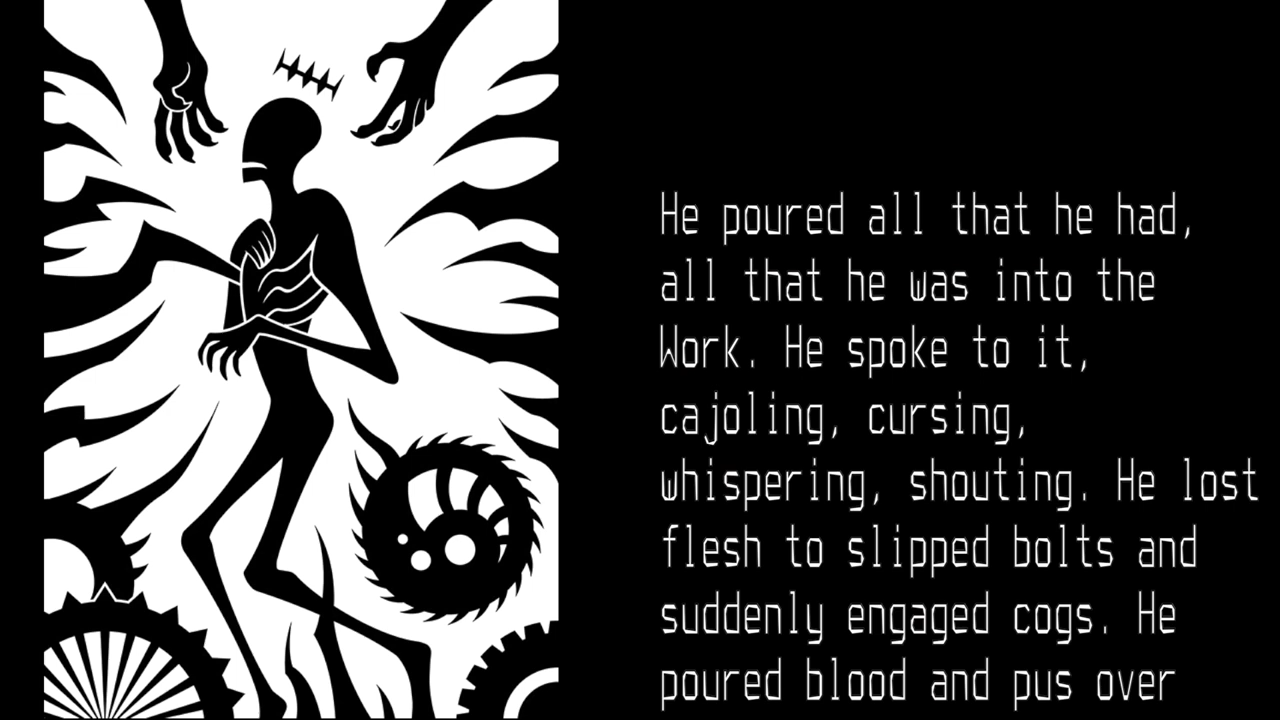 He poured all that he had,
all that he was into the
Work. He spoke to it,
cajoling, cursing,
whispering, shouting. He lost
flesh to slipped bolts and
suddenly engaged cogs. He
poured blood and pus over